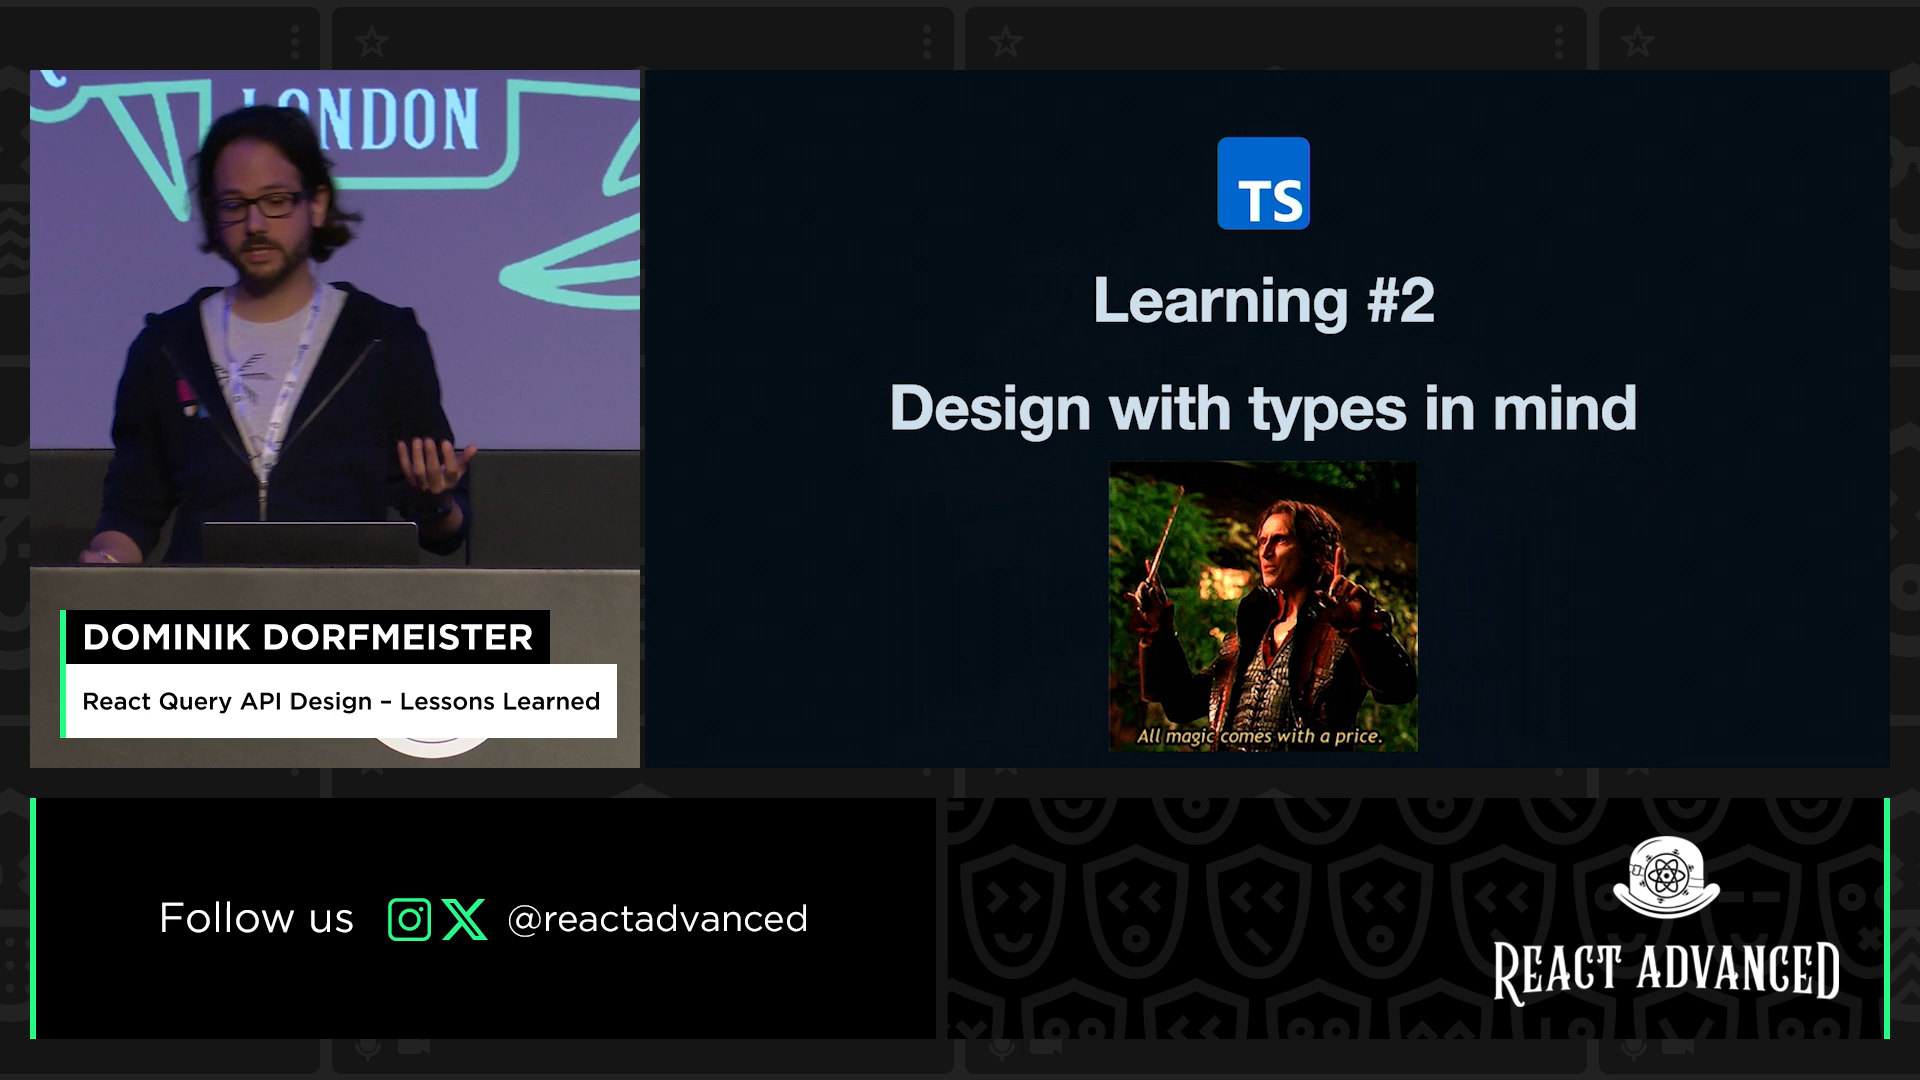 LONDON
TS
Learning #2
Design with types in mind
All magic comes with a price.
DOMINIK DORFMEISTER
React Query API Design – Lessons Learned
Follow us
@reactadvanced
REACT ADVANCED